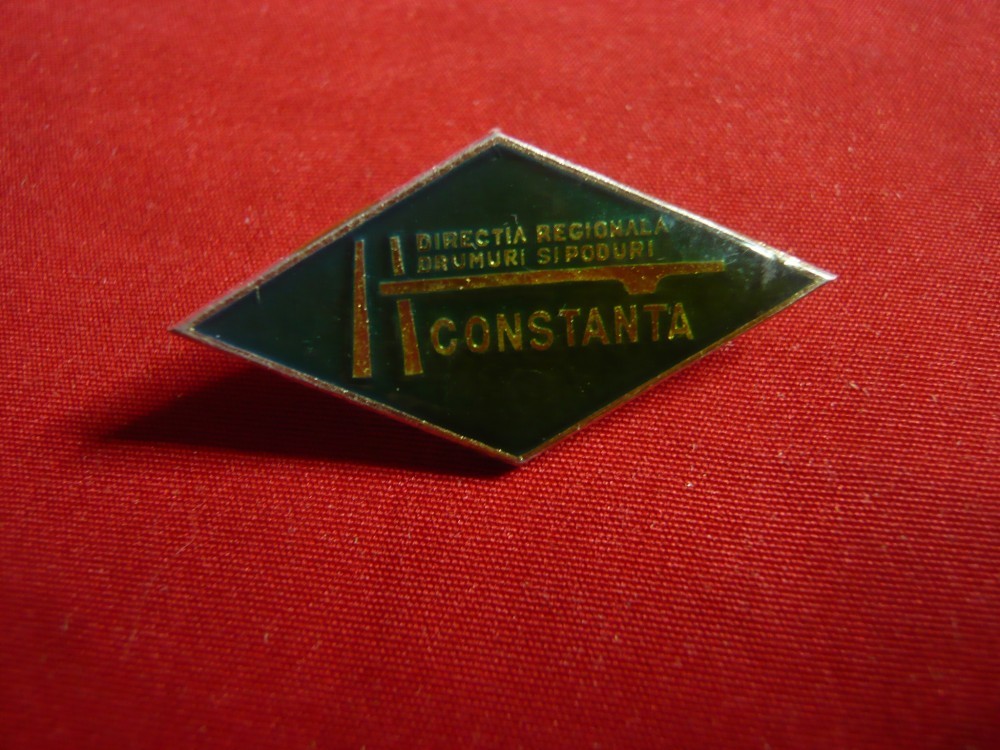 DIRECTIA REGIONALA
DRUMURI SI PODURI
CONSTANTA